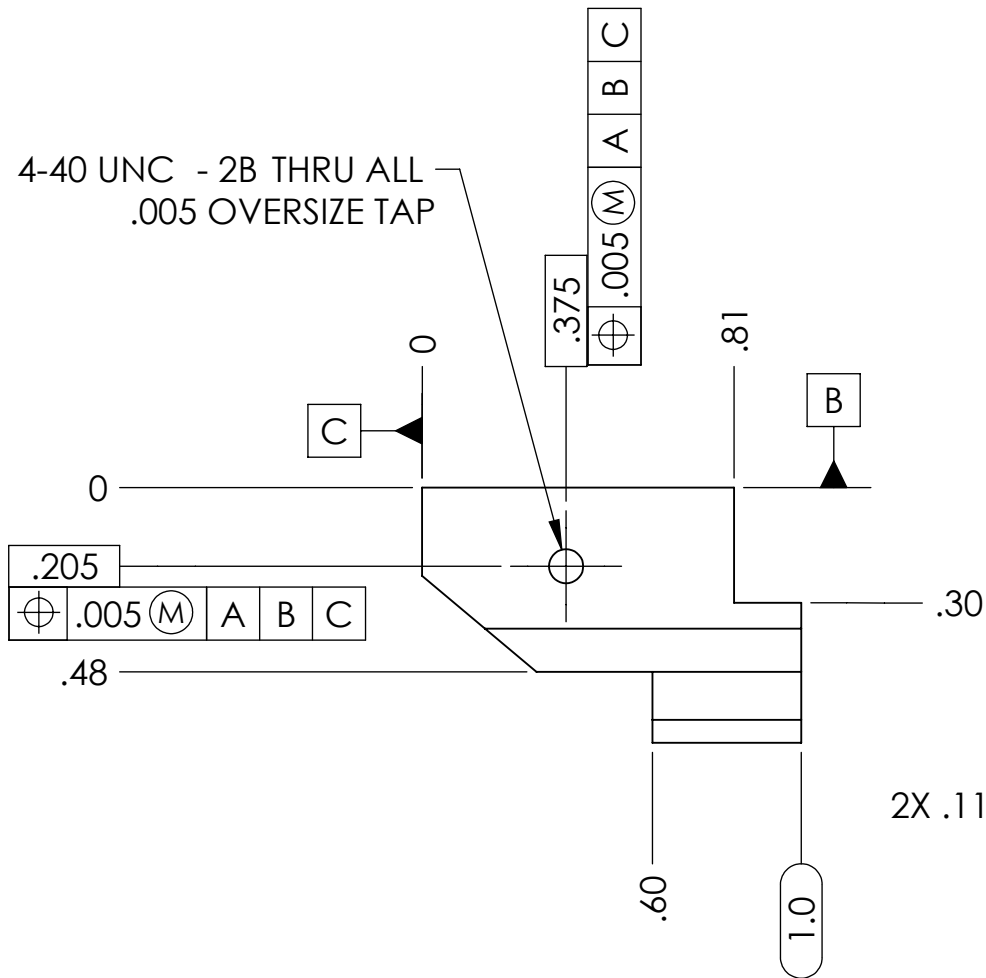 ⌖ .005 Ⓜ A B C
4-40 UNC - 2B THRU ALL
.005 OVERSIZE TAP
.375
0
.81
C
B
0
.205
⌖ .005 Ⓜ A B C
.30
.48
2X .11
.60
1.0